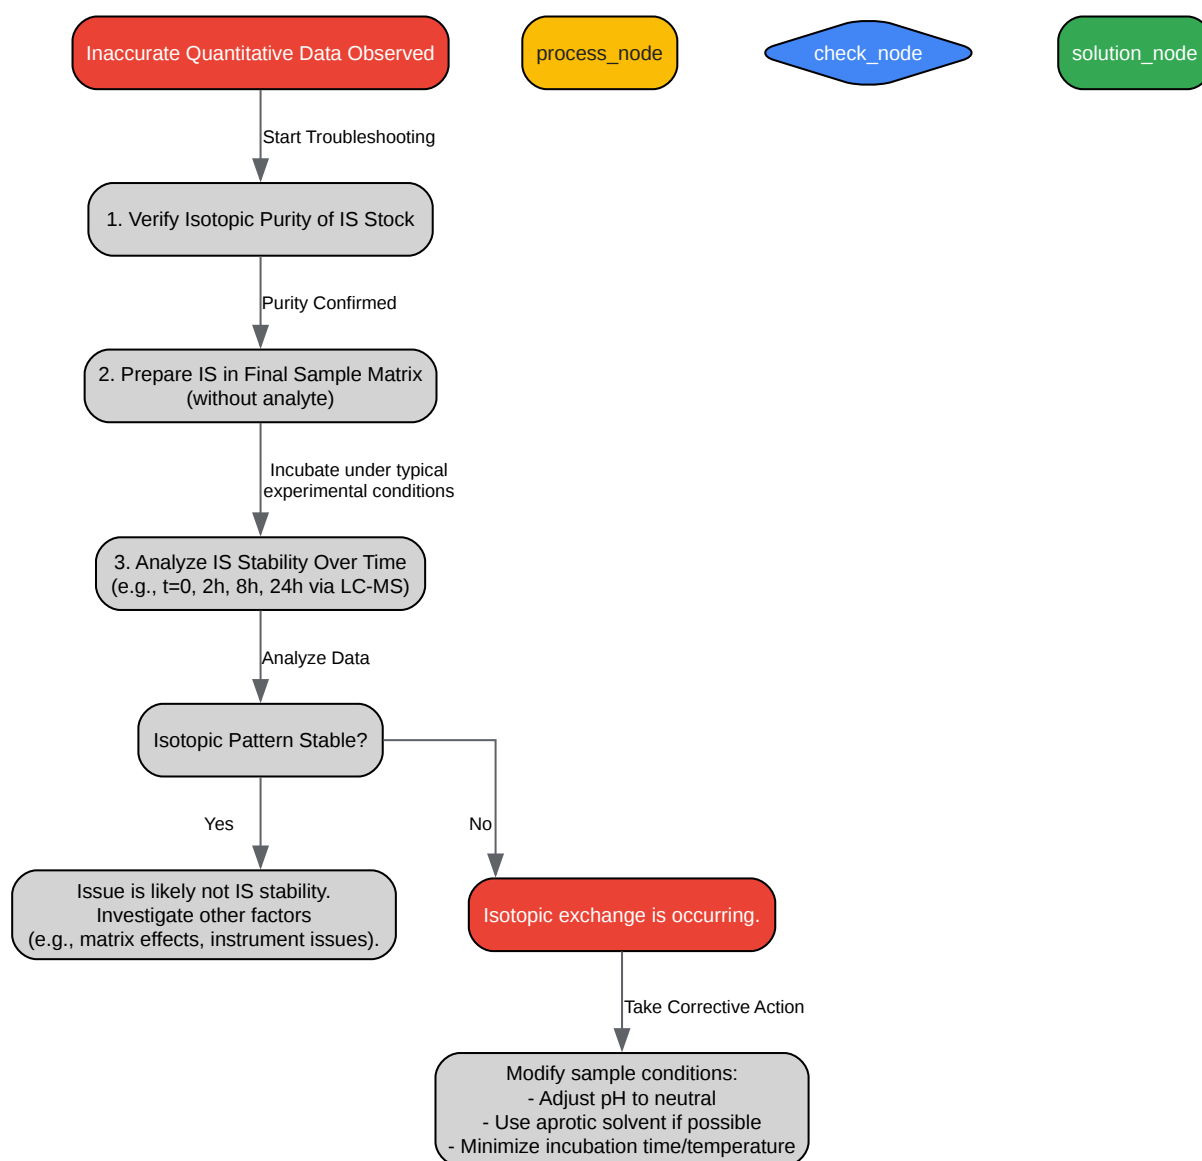 Inaccurate Quantitative Data Observed
process_node
check_node
solution_node
Start Troubleshooting
1. Verify Isotopic Purity of IS Stock
Purity Confirmed
2. Prepare IS in Final Sample Matrix
(without analyte)
Incubate under typical
experimental conditions
3. Analyze IS Stability Over Time
(e.g., t=0, 2h, 8h, 24h via LC-MS)
Analyze Data
Isotopic Pattern Stable?
Yes
No
Issue is likely not IS stability.
Investigate other factors
(e.g., matrix effects, instrument issues).
Isotopic exchange is occurring.
Take Corrective Action
Modify sample conditions:
- Adjust pH to neutral
- Use aprotic solvent if possible
- Minimize incubation time/temperature